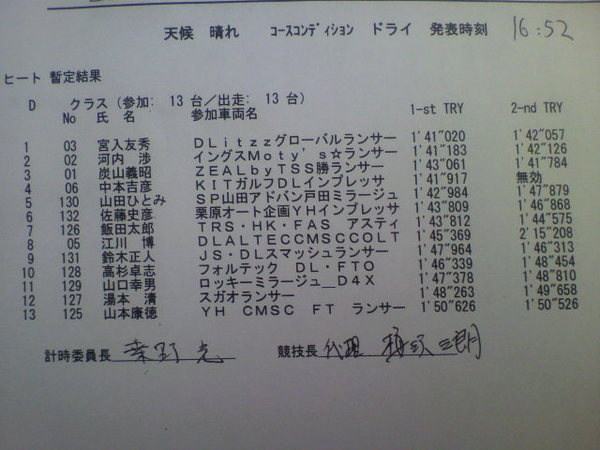 天候 晴れ コースコンディション ドライ 発表時刻 16:52
ヒート 暫定結果
D クラス (参加: 13 台/出走: 13 台)
No 氏 名 参加車両名 1-st TRY 2-nd TRY
1 03 宮入友秀 DLitzzグローバルランサー 1'41"020 1'42"057
2 02 河内 渉 イングスMoty's☆ランサー 1'41"183 1'42"126
3 01 炭山義昭 ZEALbyTSS勝ランサー 1'43"061 1'41"784
4 06 中本吉彦 KITガルフDLインプレッサ 1'41"917 無効
5 130 山田ひとみ SP山田アドバン戸田ミラージュ 1'42"984 1'47"879
6 132 佐藤史彦 栗原オート企画YHインプレッサ 1'43"809 1'46"868
7 126 飯田太郎 TRS・HK・FAS アスティ 1'43"812 1'44"575
8 05 江川 博 DLALTECCMSCCOLT 1'45"369 2'15"208
9 131 鈴木正人 JS・DLスマッシュランサー 1'47"964 1'46"313
10 128 高杉卓志 フォルテック DL・FTO 1'46"339 1'48"454
11 129 山口幸男 ロッキーミラージュ＿D4X 1'47"378 1'48"810
12 127 湯本 清 スガオランサー 1'48"263 1'49"658
13 125 山本康徳 YH CMSC FT ランサー 1'50"626 1'50"526
計時委員長 競技長 代理